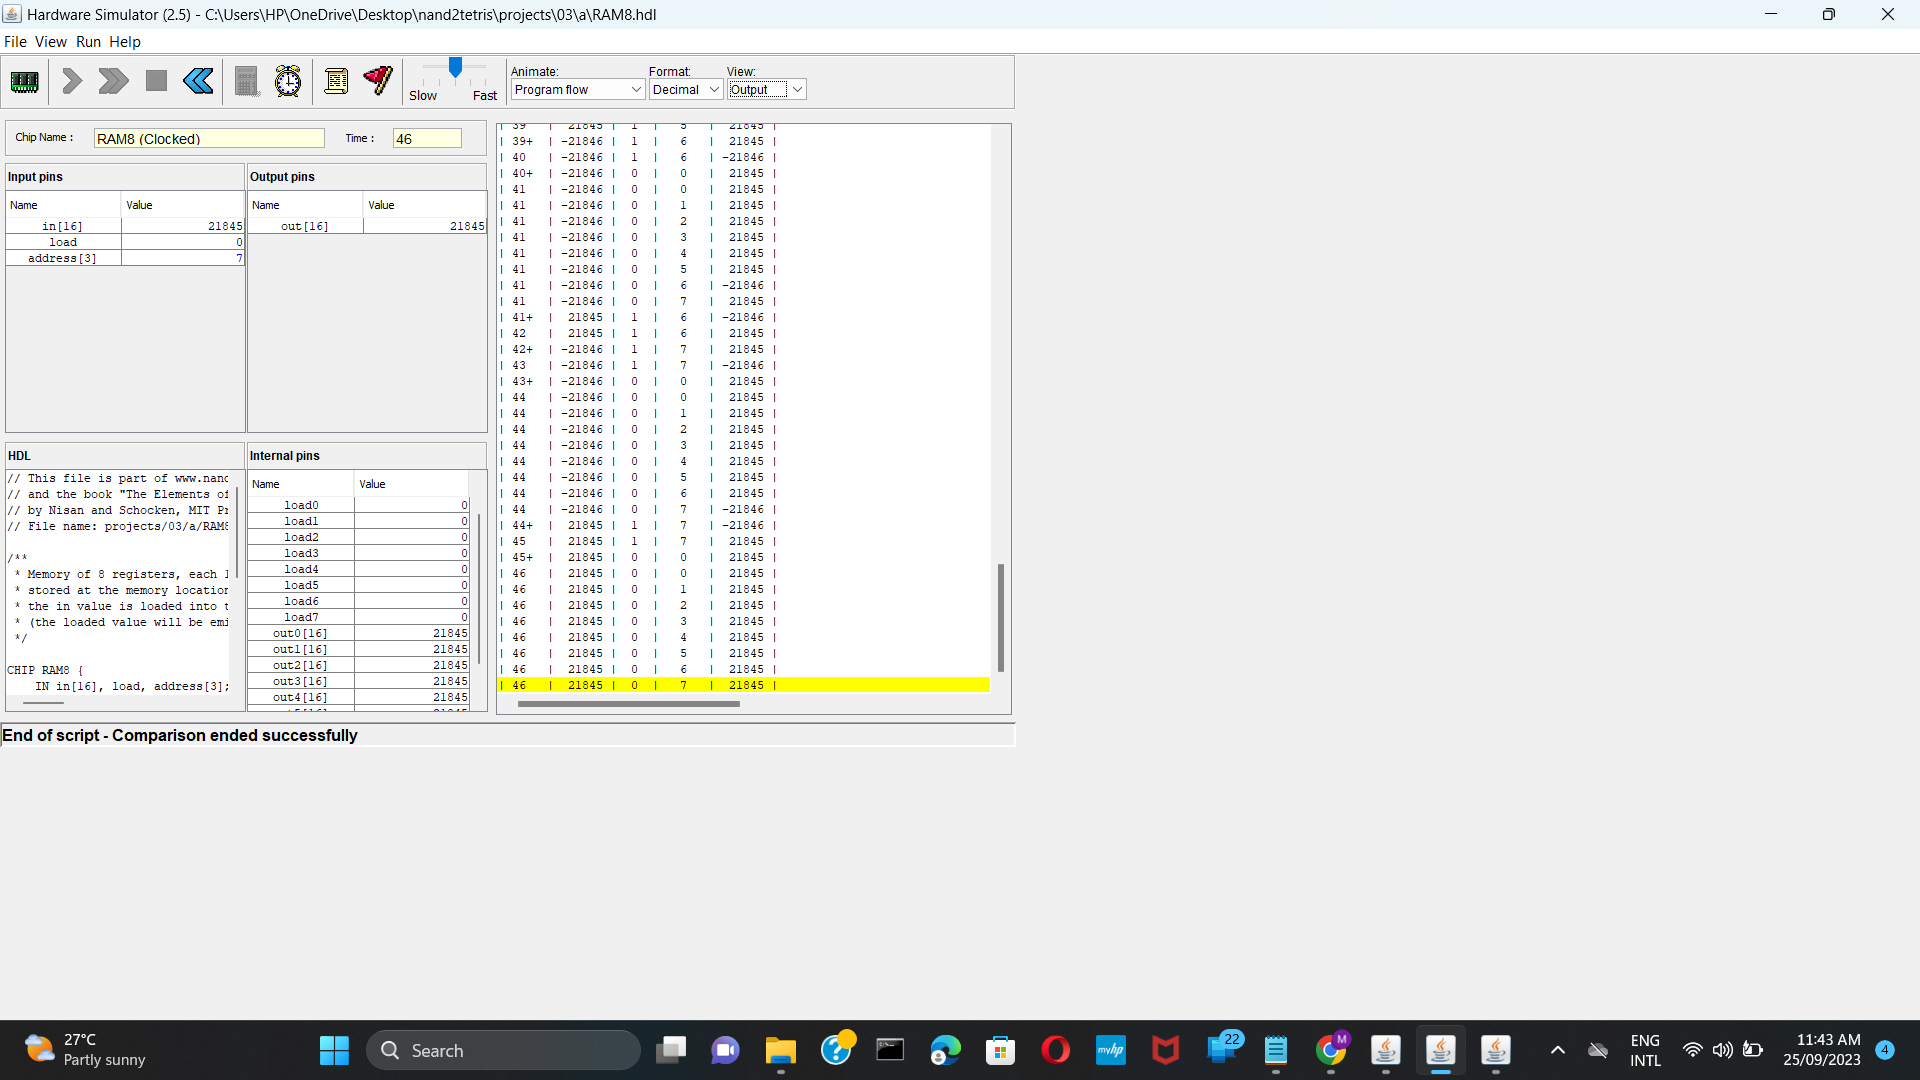 Hardware Simulator (2.5) - C:\Users\HP\OneDrive\Desktop\nand2tetris\projects\03\a\RAM8.hdl
File View Run Help
Slow Fast
Animate: Format: View:
Program flow Decimal Output
Chip Name : RAM8 (Clocked) Time : 46
Input pins
Name Value
in[16] 21845
load 0
address[3] 7
Output pins
Name Value
out[16] 21845
HDL
// This file is part of www.nand
// and the book "The Elements of
// by Nisan and Schocken, MIT Pr
// File name: projects/03/a/RAM8
/**
* Memory of 8 registers, each 1
* stored at the memory location
* the in value is loaded into t
* (the loaded value will be emi
*/
CHIP RAM8 {
IN in[16], load, address[3];
Internal pins
Name Value
load0 0
load1 0
load2 0
load3 0
load4 0
load5 0
load6 0
load7 0
out0[16] 21845
out1[16] 21845
out2[16] 21845
out3[16] 21845
out4[16] 21845
| 39 | 21845 | 1 | 5 | 21845 |
| 39+ | -21846 | 1 | 6 | 21845 |
| 40 | -21846 | 1 | 6 | -21846 |
| 40+ | -21846 | 0 | 0 | 21845 |
| 41 | -21846 | 0 | 0 | 21845 |
| 41 | -21846 | 0 | 1 | 21845 |
| 41 | -21846 | 0 | 2 | 21845 |
| 41 | -21846 | 0 | 3 | 21845 |
| 41 | -21846 | 0 | 4 | 21845 |
| 41 | -21846 | 0 | 5 | 21845 |
| 41 | -21846 | 0 | 6 | -21846 |
| 41 | -21846 | 0 | 7 | 21845 |
| 41+ | 21845 | 1 | 6 | -21846 |
| 42 | 21845 | 1 | 6 | 21845 |
| 42+ | -21846 | 1 | 7 | 21845 |
| 43 | -21846 | 1 | 7 | -21846 |
| 43+ | -21846 | 0 | 0 | 21845 |
| 44 | -21846 | 0 | 0 | 21845 |
| 44 | -21846 | 0 | 1 | 21845 |
| 44 | -21846 | 0 | 2 | 21845 |
| 44 | -21846 | 0 | 3 | 21845 |
| 44 | -21846 | 0 | 4 | 21845 |
| 44 | -21846 | 0 | 5 | 21845 |
| 44 | -21846 | 0 | 6 | 21845 |
| 44 | -21846 | 0 | 7 | -21846 |
| 44+ | 21845 | 1 | 7 | -21846 |
| 45 | 21845 | 1 | 7 | 21845 |
| 45+ | 21845 | 0 | 0 | 21845 |
| 46 | 21845 | 0 | 0 | 21845 |
| 46 | 21845 | 0 | 1 | 21845 |
| 46 | 21845 | 0 | 2 | 21845 |
| 46 | 21845 | 0 | 3 | 21845 |
| 46 | 21845 | 0 | 4 | 21845 |
| 46 | 21845 | 0 | 5 | 21845 |
| 46 | 21845 | 0 | 6 | 21845 |
| 46 | 21845 | 0 | 7 | 21845 |
End of script - Comparison ended successfully
27°C
Partly sunny
Search
myhp
22
M
ENG
INTL
11:43 AM
25/09/2023
4